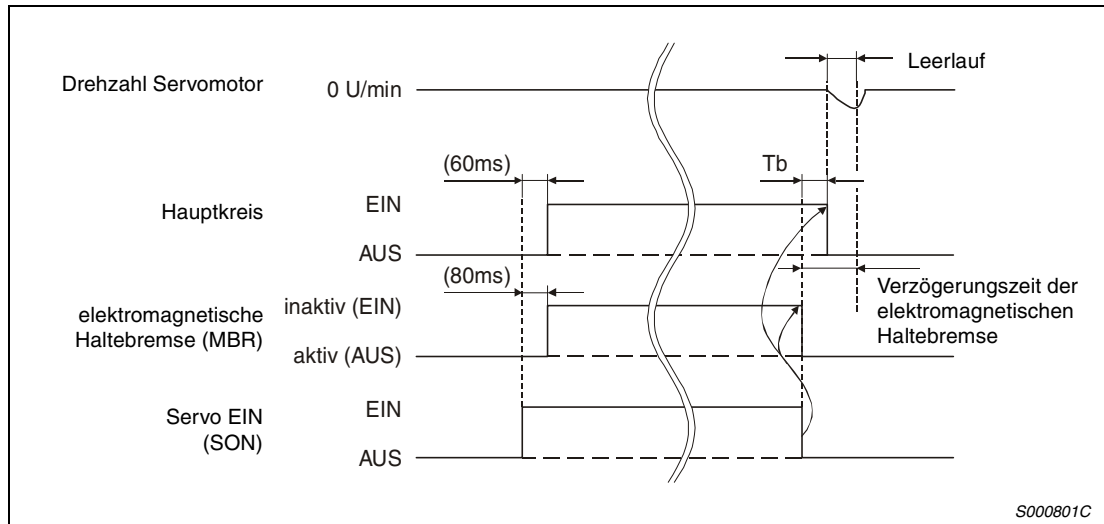 Leerlauf
Drehzahl Servomotor
0 U/min
(60ms)
Tb
Hauptkreis
EIN
AUS
(80ms)
elektromagnetische
Haltebremse (MBR)
inaktiv (EIN)
aktiv (AUS)
Verzögerungszeit der
elektromagnetischen
Haltebremse
Servo EIN
(SON)
EIN
AUS
S000801C